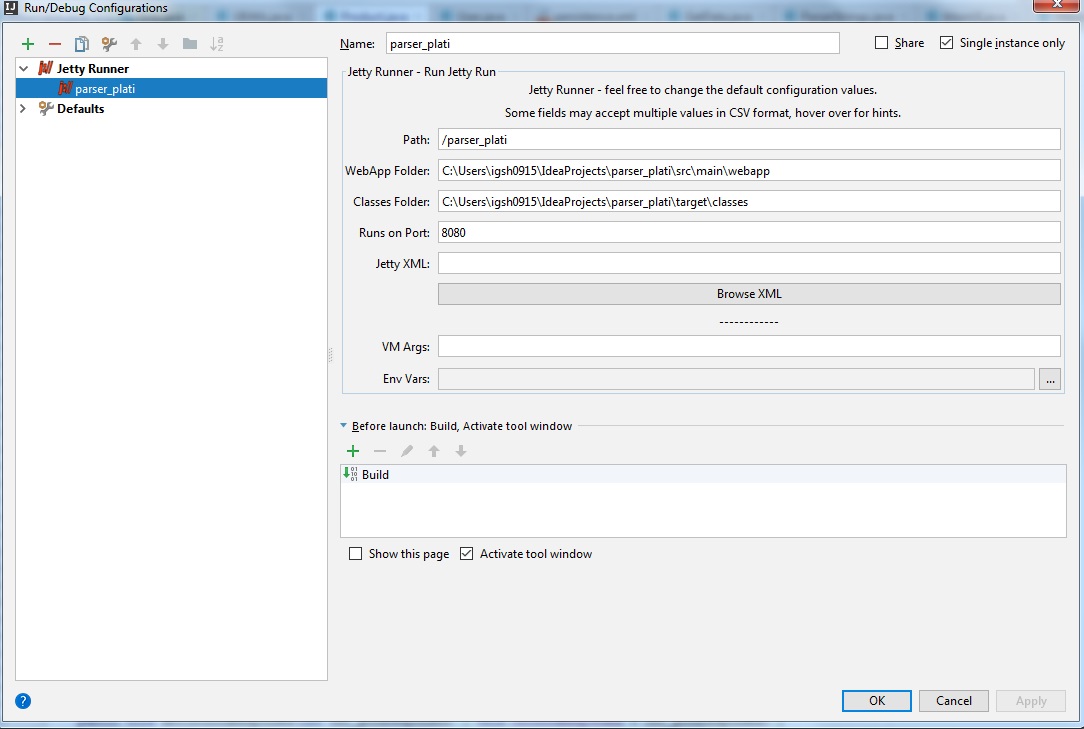 Run/Debug Configurations
Name: parser_plati Share Single instance only
Jetty Runner
parser_plati
Defaults
Jetty Runner - Run Jetty Run
Jetty Runner - feel free to change the default configuration values.
Some fields may accept multiple values in CSV format, hover over for hints.
Path: /parser_plati
WebApp Folder: C:\Users\igsh0915\IdeaProjects\parser_plati\src\main\webapp
Classes Folder: C:\Users\igsh0915\IdeaProjects\parser_plati\target\classes
Runs on Port: 8080
Jetty XML:
Browse XML
------------
VM Args:
Env Vars: ...
Before launch: Build, Activate tool window
Build
Show this page Activate tool window
OK Cancel Apply